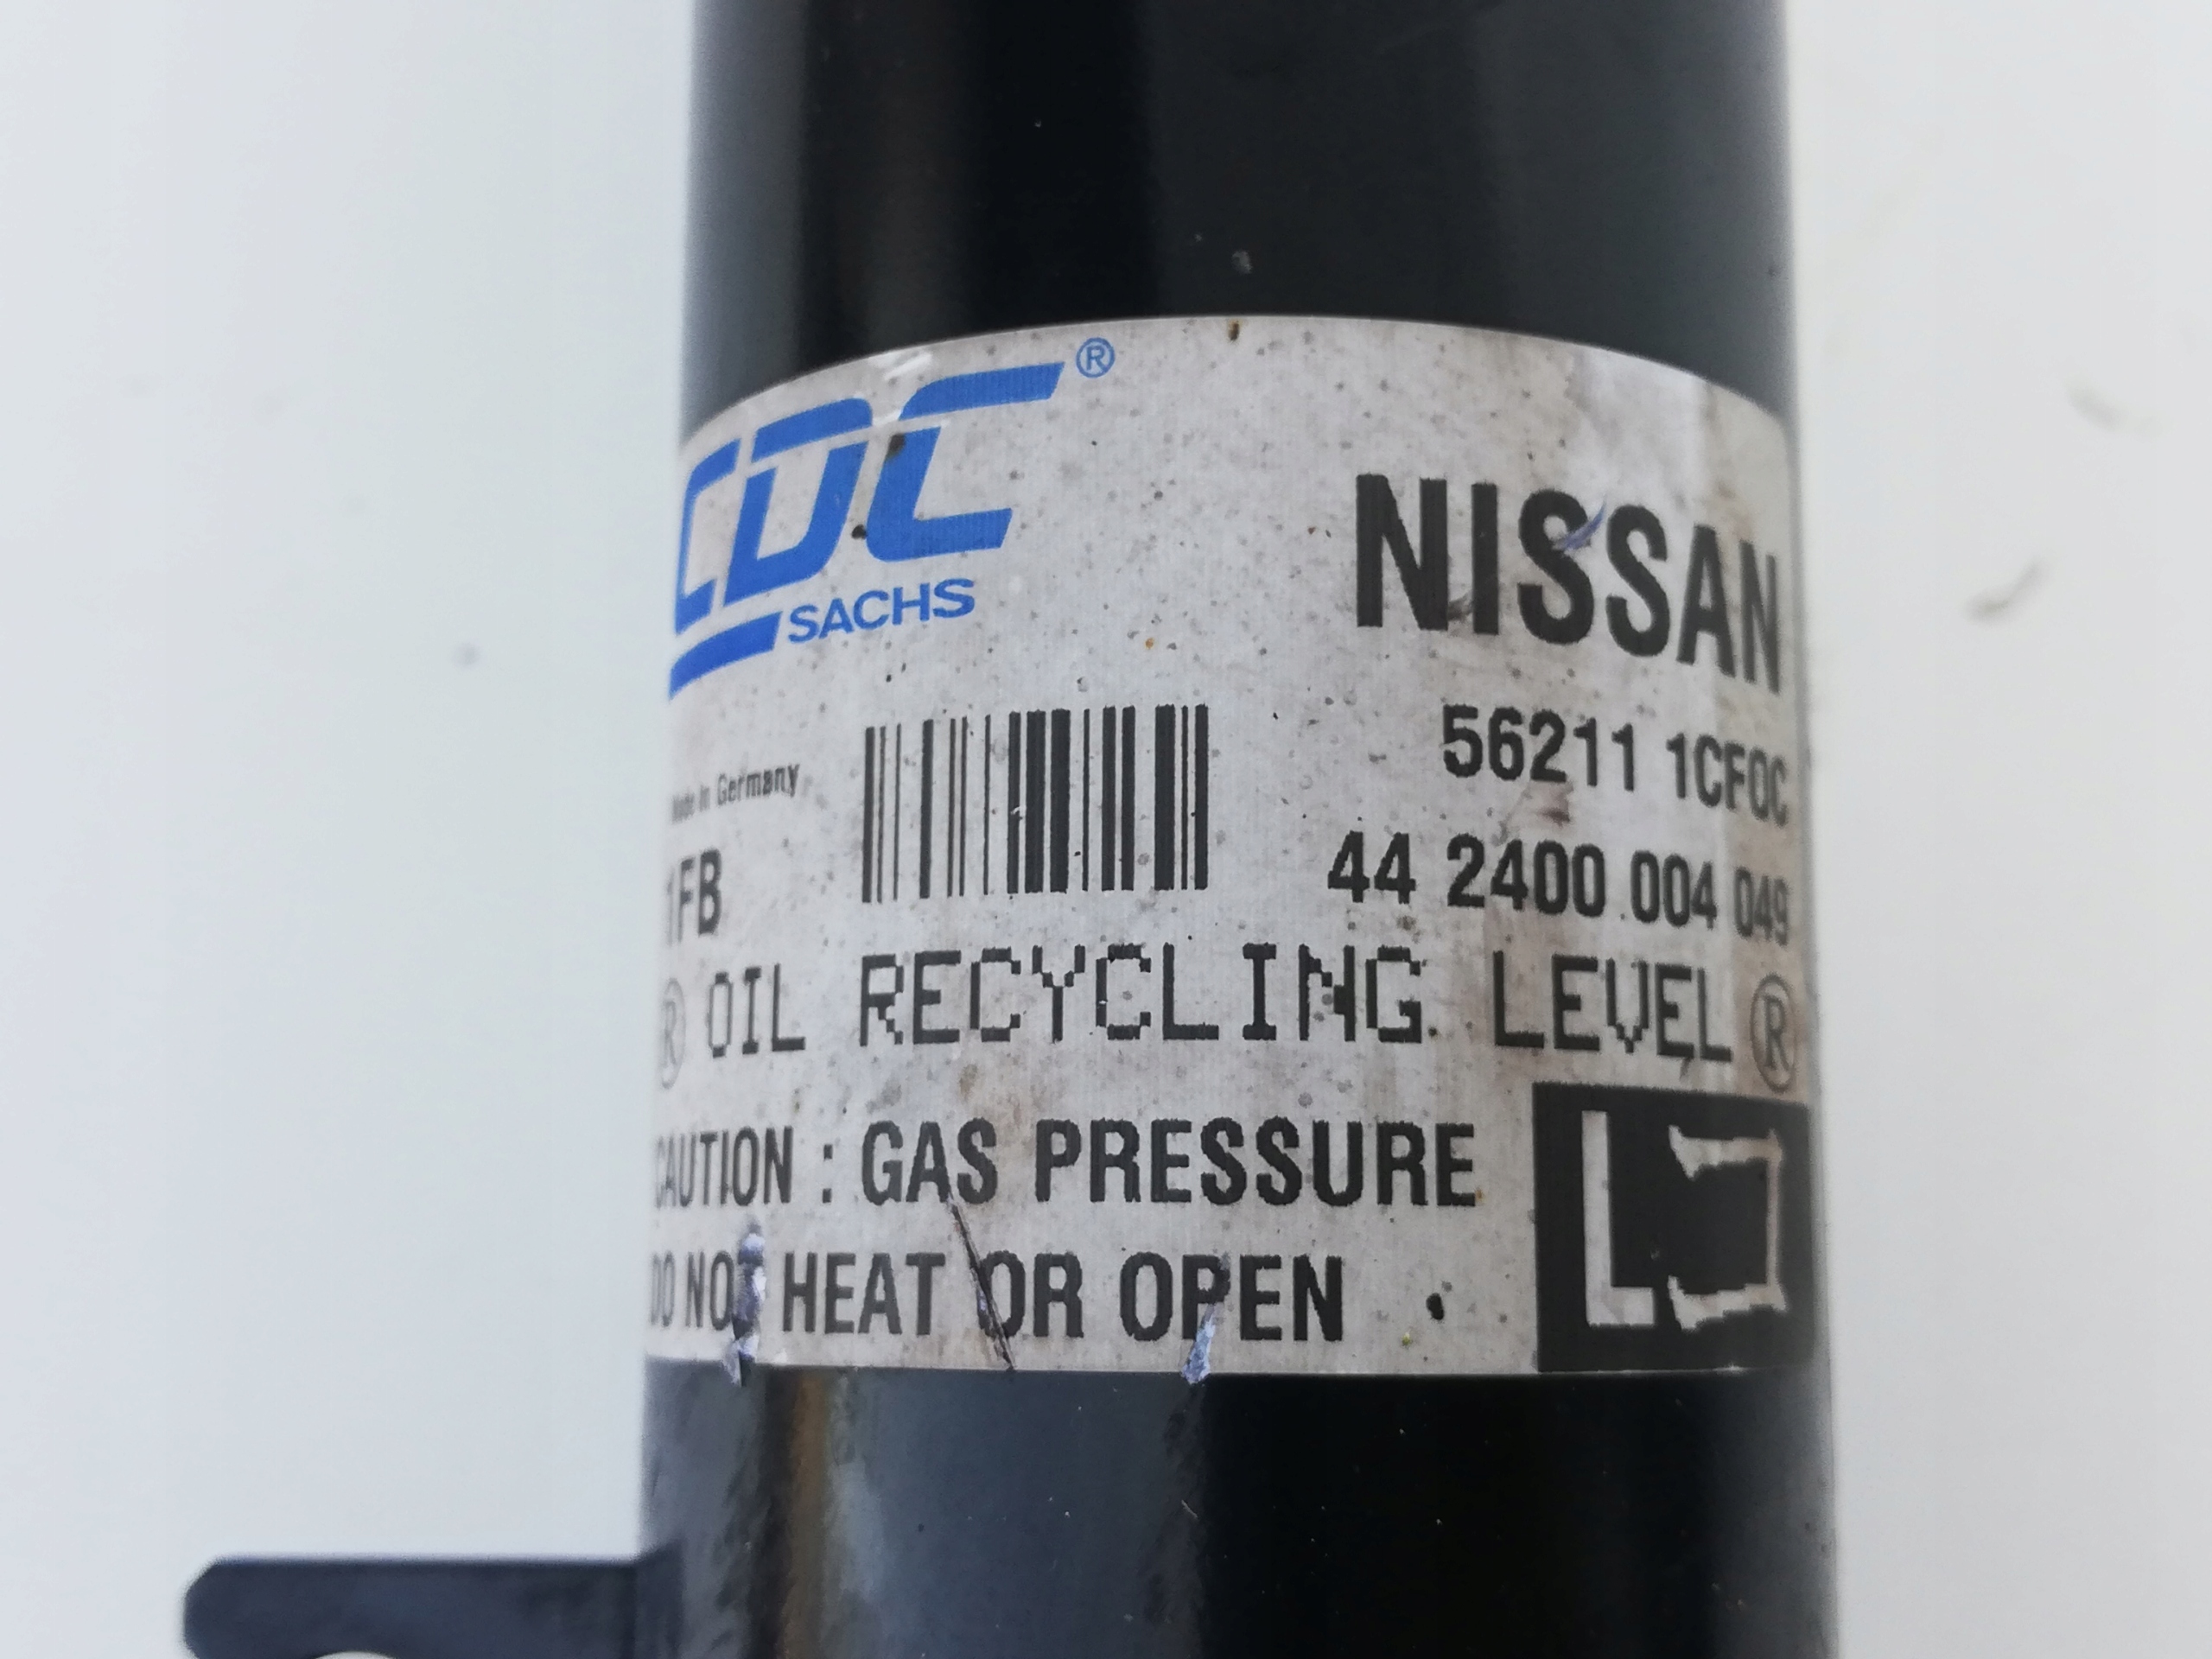 CDC®
SACHS
NISSAN
56211 1CF0C
Made in Germany
44 2400 004 049
1FB
® OIL RECYCLING LEVEL ®
CAUTION : GAS PRESSURE
DO NOT HEAT OR OPEN
L